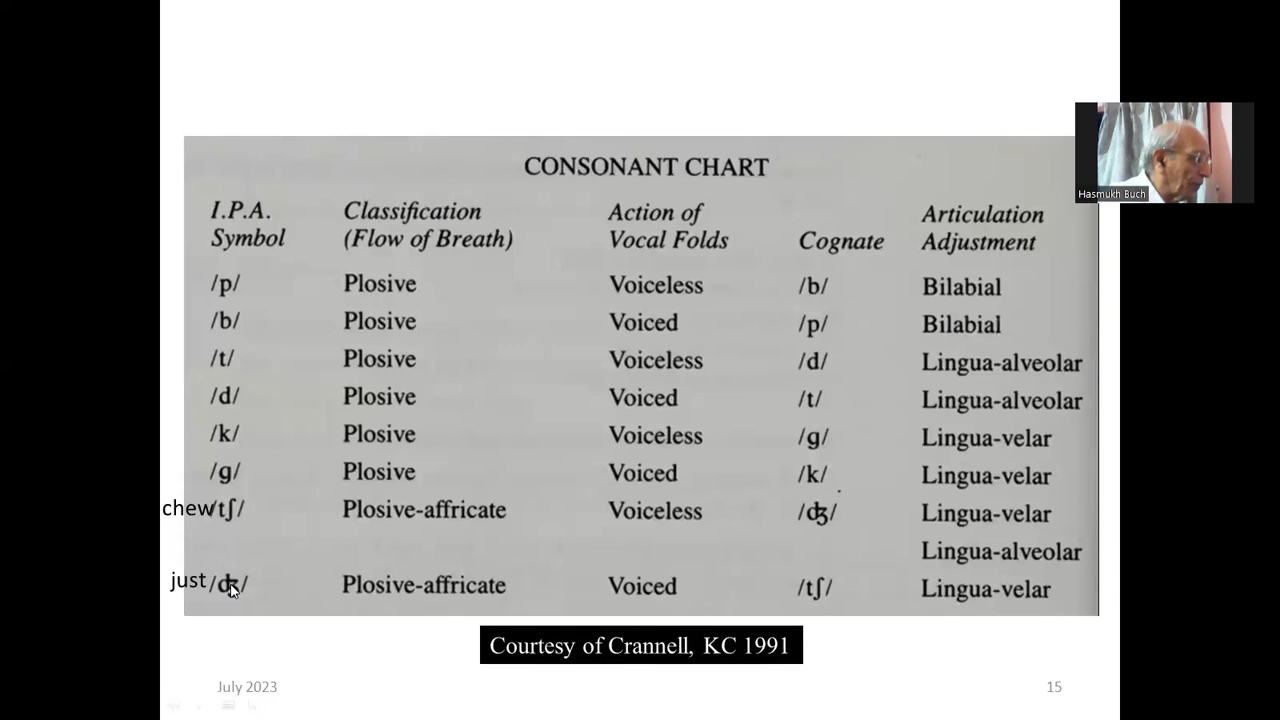 CONSONANT CHART
I.P.A. Symbol Classification (Flow of Breath) Action of Vocal Folds Cognate Articulation Adjustment
/p/ Plosive Voiceless /b/ Bilabial
/b/ Plosive Voiced /p/ Bilabial
/t/ Plosive Voiceless /d/ Lingua-alveolar
/d/ Plosive Voiced /t/ Lingua-alveolar
/k/ Plosive Voiceless /g/ Lingua-velar
/g/ Plosive Voiced /k/ Lingua-velar
chew /tʃ/ Plosive-affricate Voiceless /ʤ/ Lingua-velar
Lingua-alveolar
just /ʤ/ Plosive-affricate Voiced /tʃ/ Lingua-velar
Courtesy of Crannell, KC 1991
July 2023 15
Hasmukh Buch